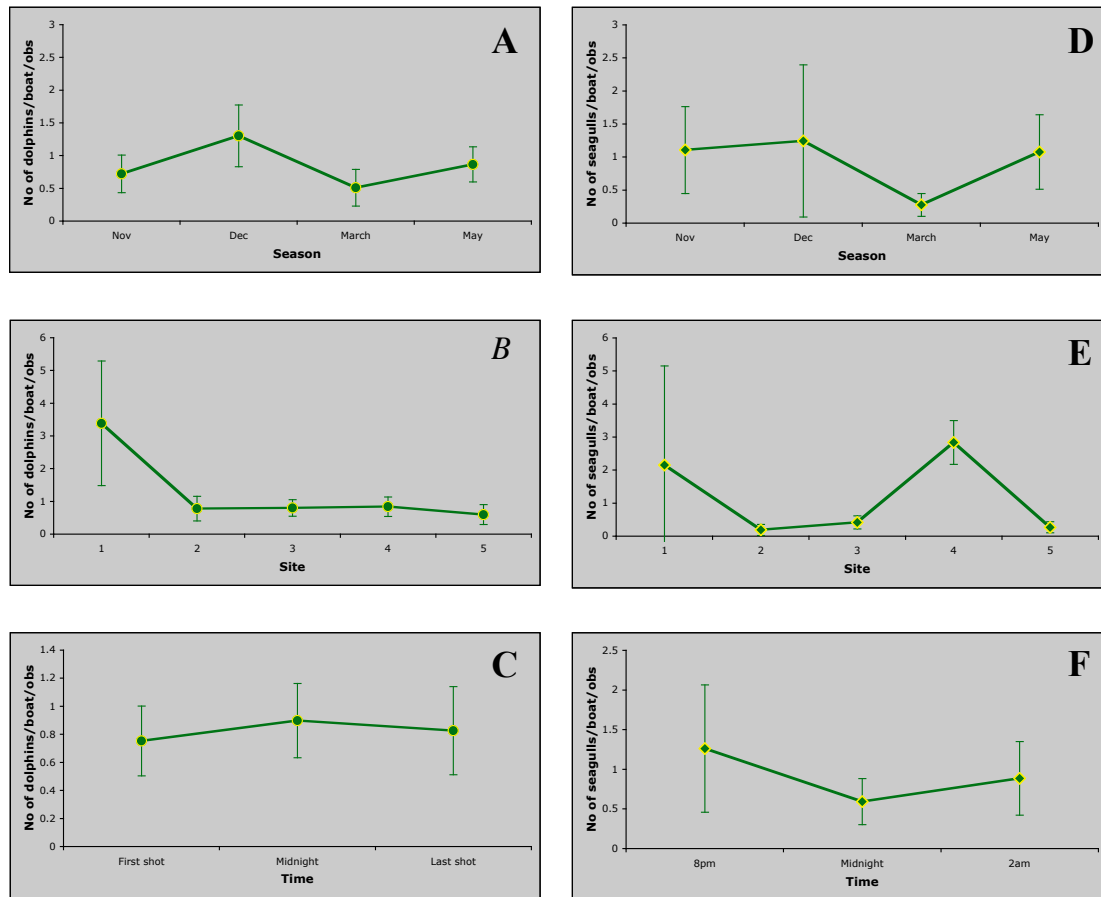 A
No of dolphins/boat/obs
3
2.5
2
1.5
1
0.5
0
Nov Dec March May
Season
D
No of seagulls/boat/obs
3
2.5
2
1.5
1
0.5
0
Nov Dec March May
Season
B
No of dolphins/boat/obs
6
5
4
3
2
1
0
1 2 3 4 5
Site
E
No of seagulls/boat/obs
6
5
4
3
2
1
0
1 2 3 4 5
Site
C
No of dolphins/boat/obs
1.4
1.2
1
0.8
0.6
0.4
0.2
0
First shot Midnight Last shot
Time
F
No of seagulls/boat/obs
2.5
2
1.5
1
0.5
0
8pm Midnight 2am
Time